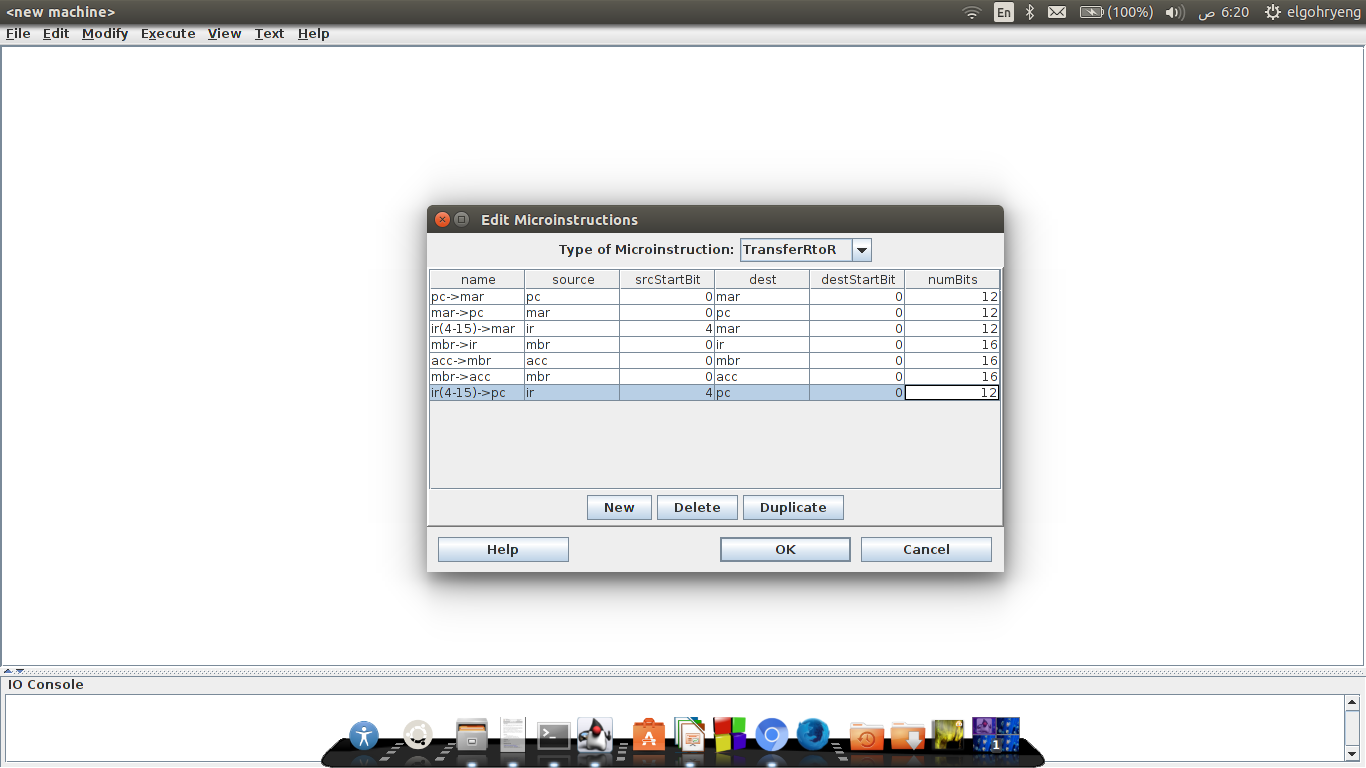 <new machine>
En (100%) ص 6:20 elgohryeng
File Edit Modify Execute View Text Help
Edit Microinstructions
Type of Microinstruction: TransferRtoR
name source srcStartBit dest destStartBit numBits
pc->mar pc 0 mar 0 12
mar->pc mar 0 pc 0 12
ir(4-15)->mar ir 4 mar 0 12
mbr->ir mbr 0 ir 0 16
acc->mbr acc 0 mbr 0 16
mbr->acc mbr 0 acc 0 16
ir(4-15)->pc ir 4 pc 0 12
New Delete Duplicate
Help OK Cancel
IO Console
1